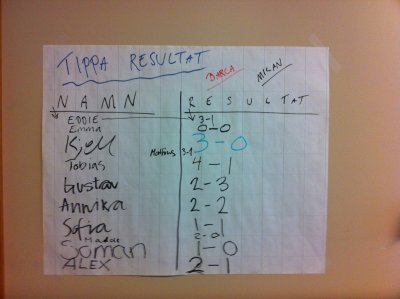 TIPPA RESULTAT
BARCA MILAN
NAMN RESULTAT
EDDIE 3-1
Emma 0-0
Kjell 3-0
Mattias 3-1
Tobias 4-1
Gustav 2-3
Annika 2-2
Sofia 1-1
Madde 2-0
Soman 1-0
ALEX 2-1